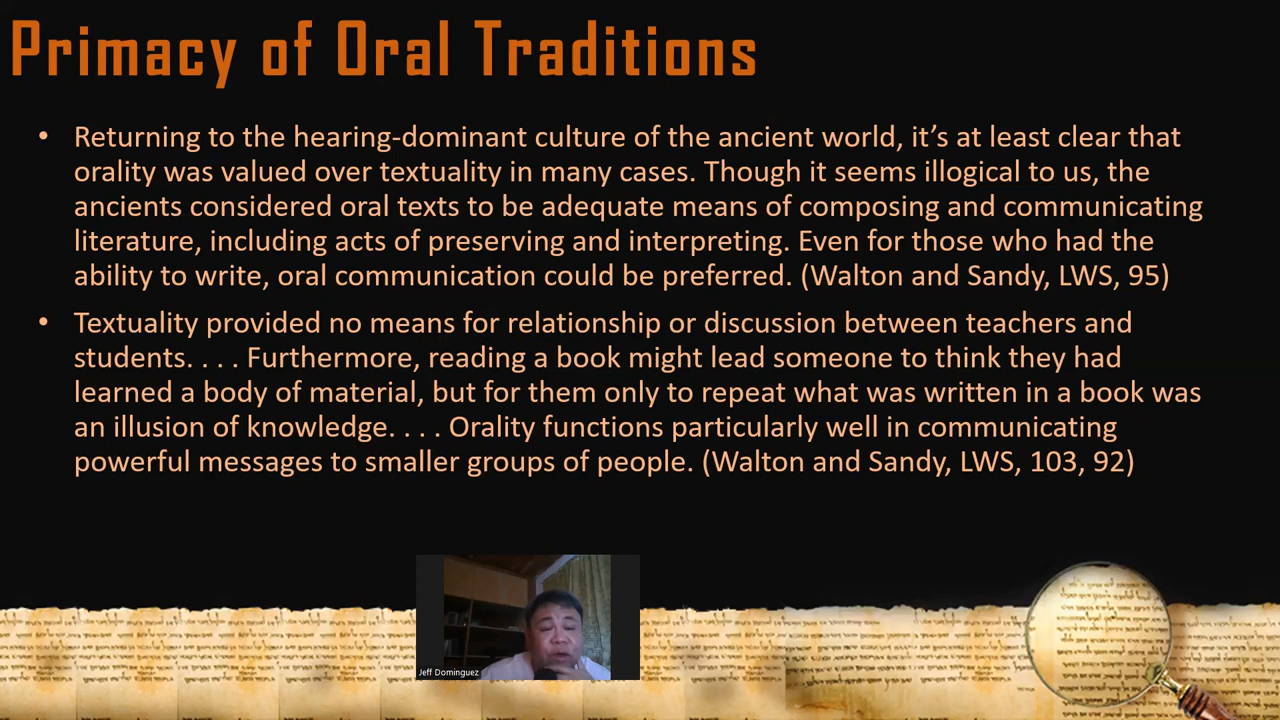 Primacy of Oral Traditions
• Returning to the hearing-dominant culture of the ancient world, it’s at least clear that
orality was valued over textuality in many cases. Though it seems illogical to us, the
ancients considered oral texts to be adequate means of composing and communicating
literature, including acts of preserving and interpreting. Even for those who had the
ability to write, oral communication could be preferred. (Walton and Sandy, LWS, 95)
• Textuality provided no means for relationship or discussion between teachers and
students. . . . Furthermore, reading a book might lead someone to think they had
learned a body of material, but for them only to repeat what was written in a book was
an illusion of knowledge. . . . Orality functions particularly well in communicating
powerful messages to smaller groups of people. (Walton and Sandy, LWS, 103, 92)
Jeff Dominguez